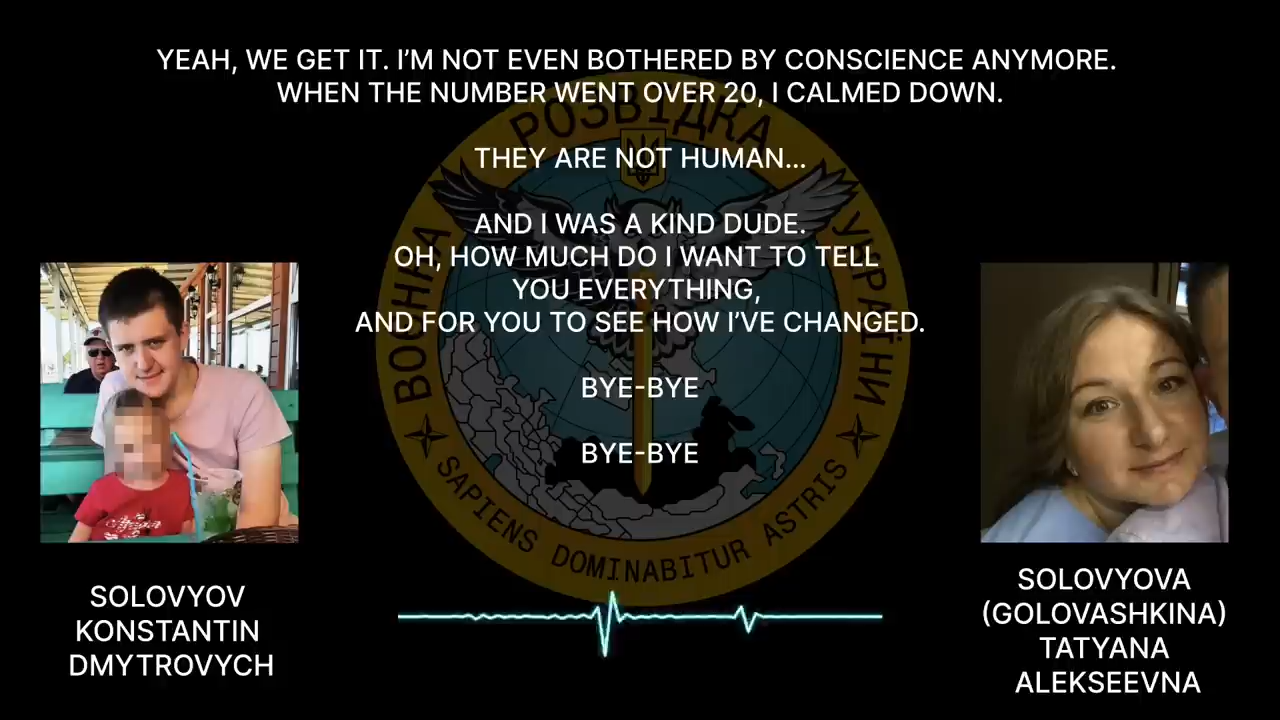 YEAH, WE GET IT. I'M NOT EVEN BOTHERED BY CONSCIENCE ANYMORE.
WHEN THE NUMBER WENT OVER 20, I CALMED DOWN.
THEY ARE NOT HUMAN...
AND I WAS A KIND DUDE.
OH, HOW MUCH DO I WANT TO TELL
YOU EVERYTHING,
AND FOR YOU TO SEE HOW I'VE CHANGED.
BYE-BYE
BYE-BYE
ВОЄННА РОЗВІДКА УКРАЇНИ
SAPIENS DOMINABITUR ASTRIS
SOLOVYOV
KONSTANTIN
DMYTROVYCH
SOLOVYOVA
(GOLOVASHKINA)
TATYANA
ALEKSEEVNA